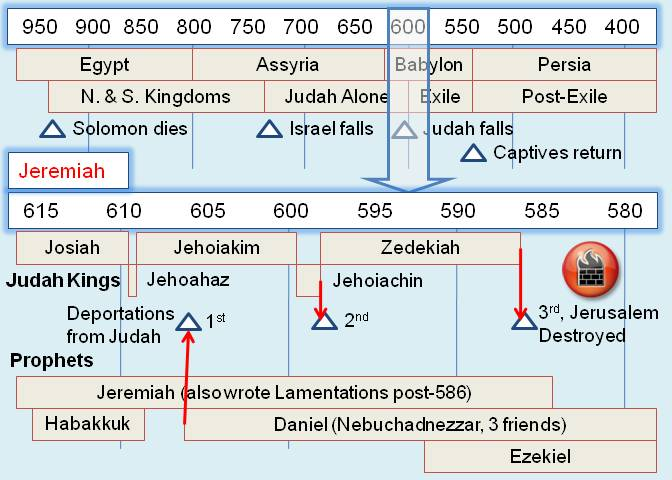 950 900 850 800 750 700 650 600 550 500 450 400
Egypt Assyria Babylon Persia
N. & S. Kingdoms Judah Alone Exile Post-Exile
Solomon dies Israel falls Judah falls
Captives return
Jeremiah
615 610 605 600 595 590 585 580
Josiah Jehoiakim Zedekiah
Judah Kings Jehoahaz Jehoiachin
Deportations
from Judah
1st
2nd
3rd, Jerusalem
Destroyed
Prophets
Jeremiah (also wrote Lamentations post-586)
Habakkuk Daniel (Nebuchadnezzar, 3 friends)
Ezekiel